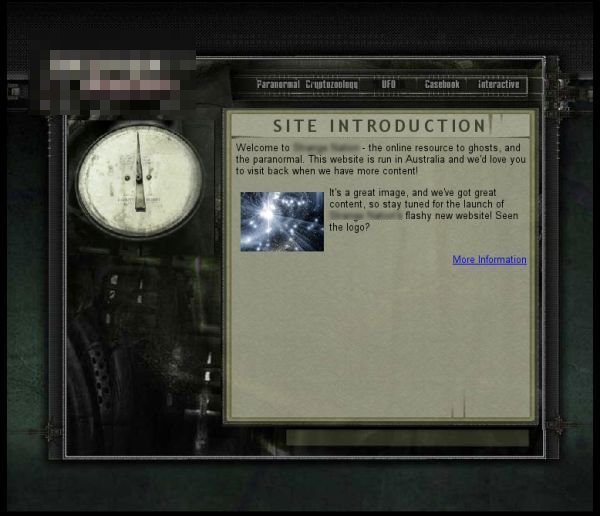 Paranormal Cryptozoology UFO Casebook Interactive
SITE INTRODUCTION
Welcome to - the online resource to ghosts, and
the paranormal. This website is run in Australia and we'd love you
to visit back when we have more content!
It's a great image, and we've got great
content, so stay tuned for the launch of
flashy new website! Seen
the logo?
More Information